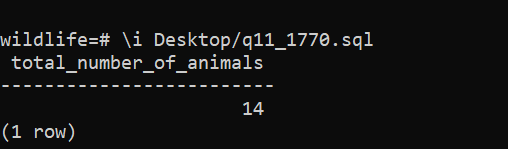 wildlife=# \i Desktop/q11_1770.sql
 total_number_of_animals
-------------------------
                      14
(1 row)